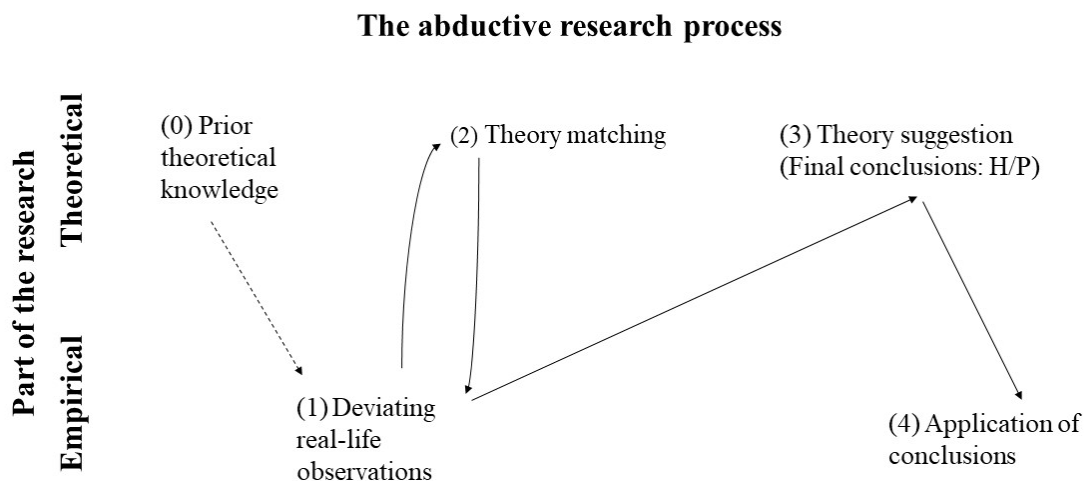 The abductive research process
Part of the research
Theoretical
Empirical
(0) Prior
theoretical
knowledge
(2) Theory matching
(3) Theory suggestion
(Final conclusions: H/P)
(1) Deviating
real-life
observations
(4) Application of
conclusions